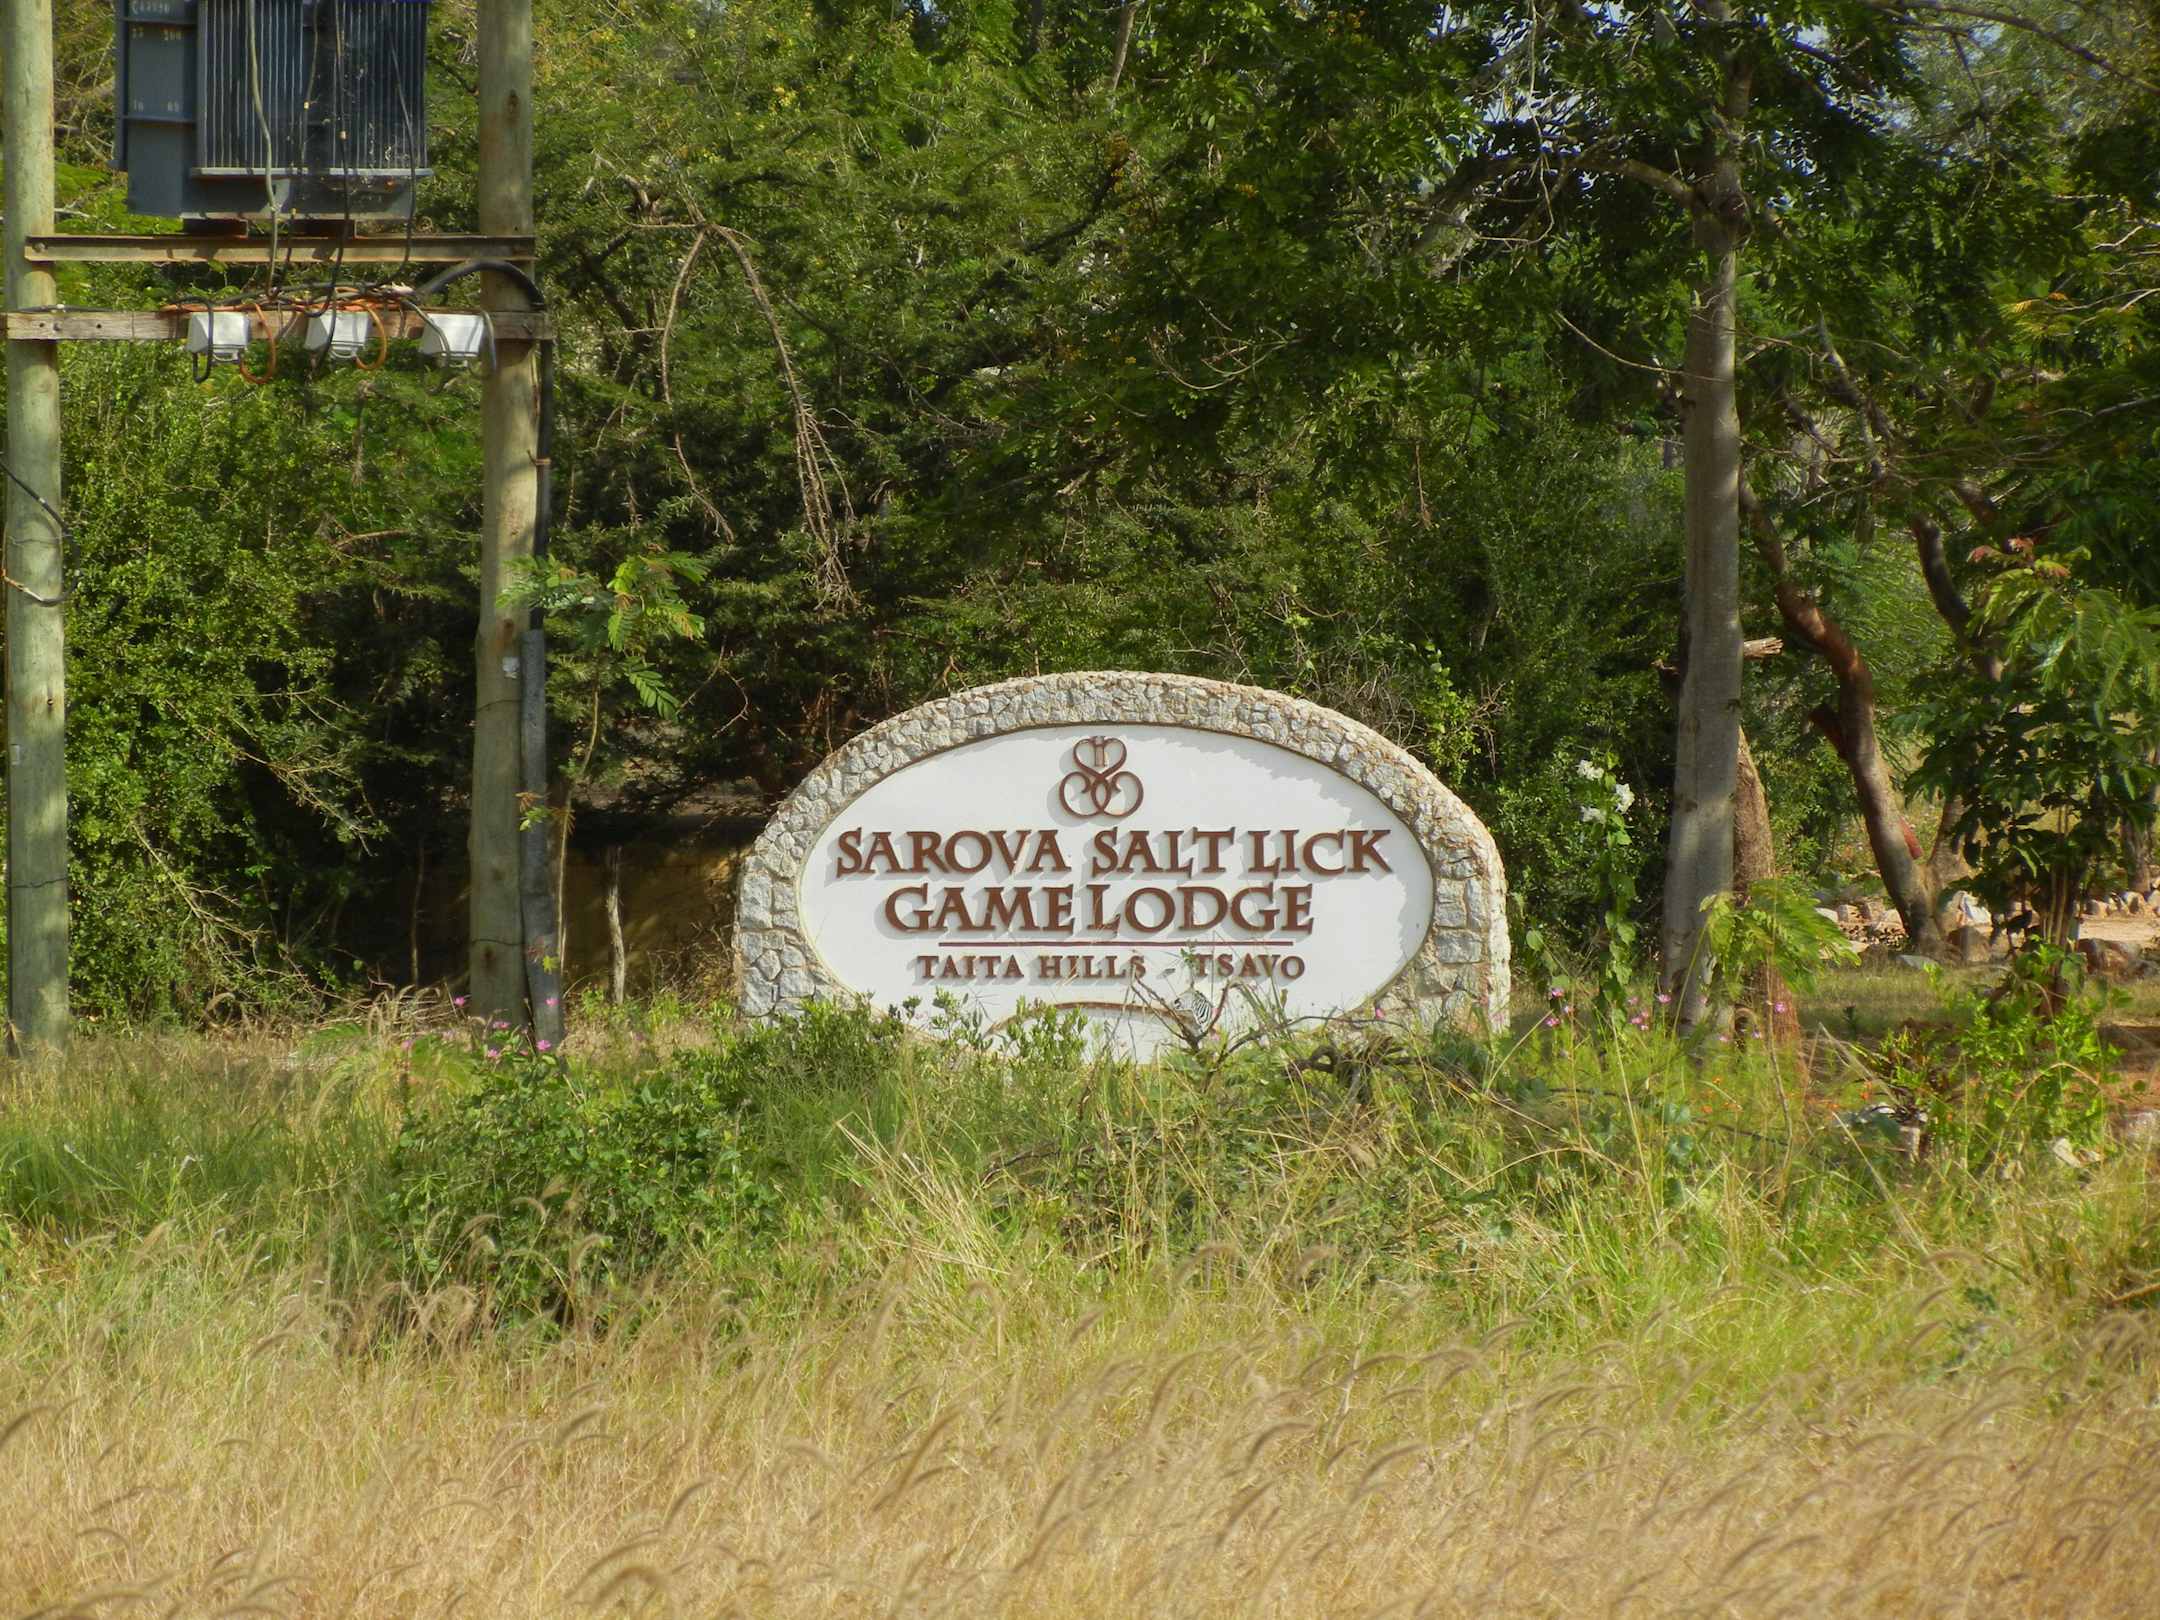 SAROVA SALT LICK
GAME LODGE
TAITA HILLS - TSAVO